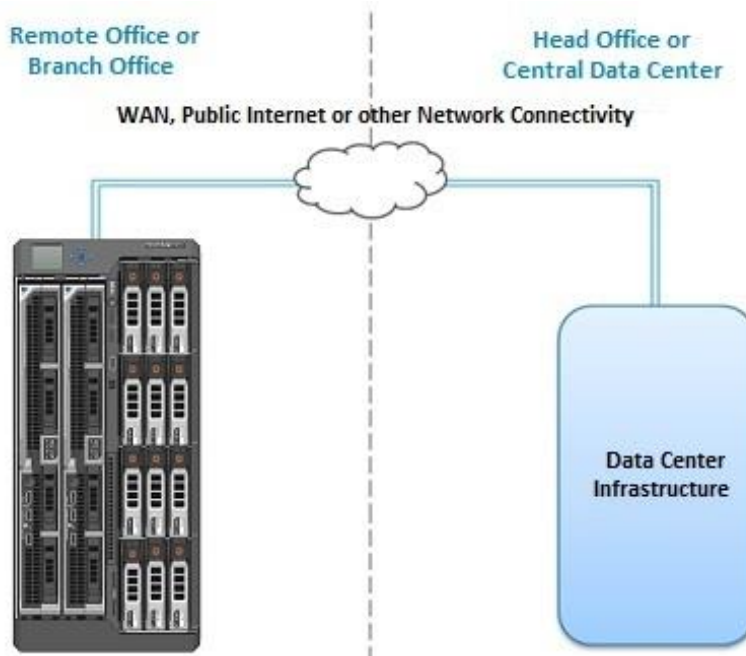 Remote Office or
Branch Office
Head Office or
Central Data Center
WAN, Public Internet or other Network Connectivity
Data Center
Infrastructure